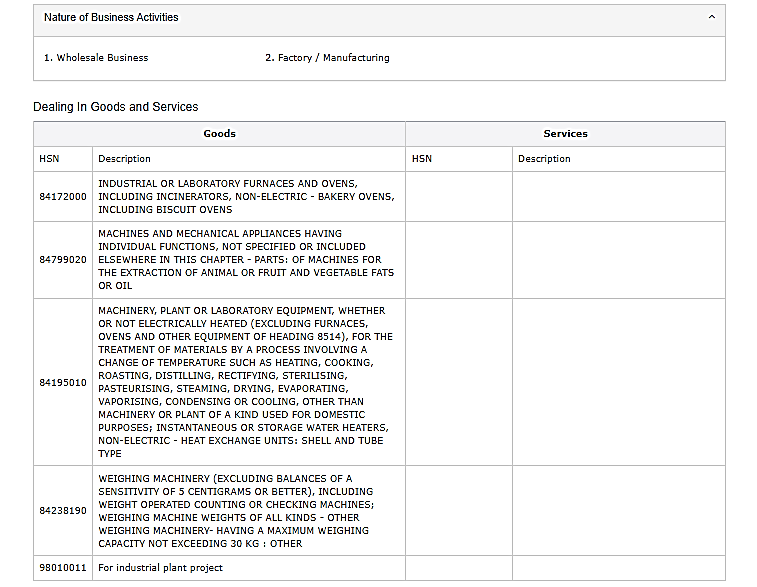 Nature of Business Activities
1. Wholesale Business 2. Factory / Manufacturing
Dealing In Goods and Services
Goods Services
HSN Description HSN Description
84172000
INDUSTRIAL OR LABORATORY FURNACES AND OVENS,
INCLUDING INCINERATORS, NON-ELECTRIC - BAKERY OVENS,
INCLUDING BISCUIT OVENS
84799020
MACHINES AND MECHANICAL APPLIANCES HAVING
INDIVIDUAL FUNCTIONS, NOT SPECIFIED OR INCLUDED
ELSEWHERE IN THIS CHAPTER - PARTS: OF MACHINES FOR
THE EXTRACTION OF ANIMAL OR FRUIT AND VEGETABLE FATS
OR OIL
84195010
MACHINERY, PLANT OR LABORATORY EQUIPMENT, WHETHER
OR NOT ELECTRICALLY HEATED (EXCLUDING FURNACES,
OVENS AND OTHER EQUIPMENT OF HEADING 8514), FOR THE
TREATMENT OF MATERIALS BY A PROCESS INVOLVING A
CHANGE OF TEMPERATURE SUCH AS HEATING, COOKING,
ROASTING, DISTILLING, RECTIFYING, STERILISING,
PASTEURISING, STEAMING, DRYING, EVAPORATING,
VAPORISING, CONDENSING OR COOLING, OTHER THAN
MACHINERY OR PLANT OF A KIND USED FOR DOMESTIC
PURPOSES; INSTANTANEOUS OR STORAGE WATER HEATERS,
NON-ELECTRIC - HEAT EXCHANGE UNITS: SHELL AND TUBE
TYPE
84238190
WEIGHING MACHINERY (EXCLUDING BALANCES OF A
SENSITIVITY OF 5 CENTIGRAMS OR BETTER), INCLUDING
WEIGHT OPERATED COUNTING OR CHECKING MACHINES;
WEIGHING MACHINE WEIGHTS OF ALL KINDS - OTHER
WEIGHING MACHINERY- HAVING A MAXIMUM WEIGHING
CAPACITY NOT EXCEEDING 30 KG : OTHER
98010011 For industrial plant project